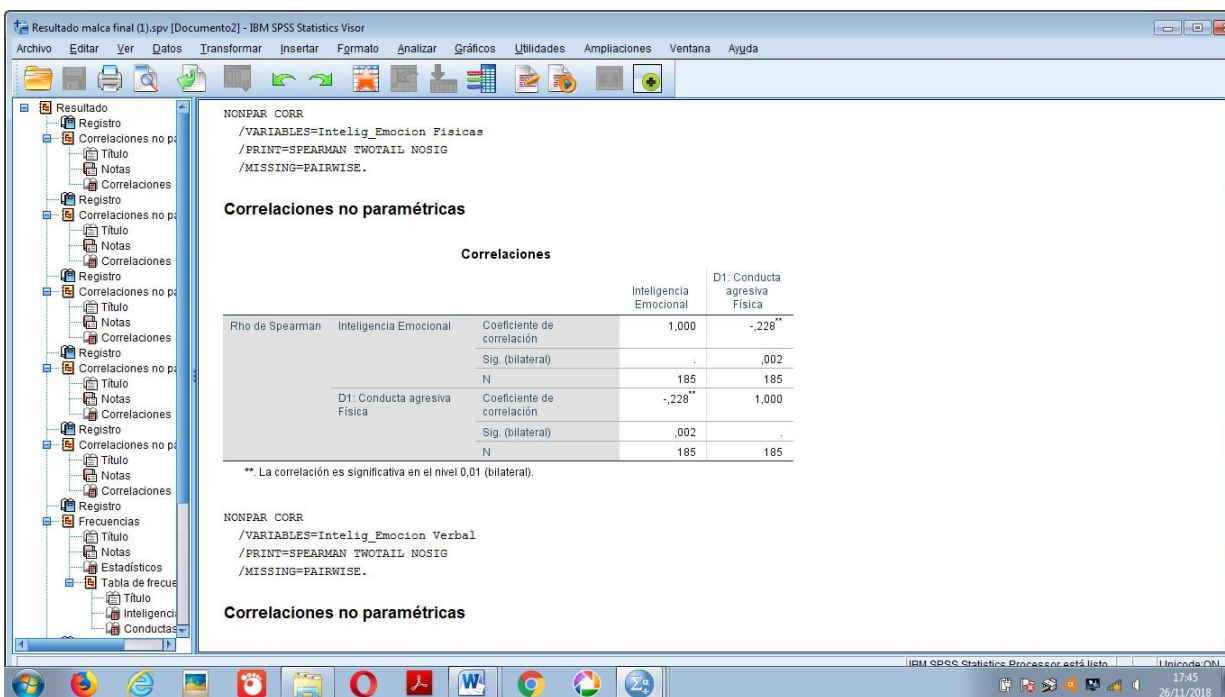 Resultado malca final (1).spv [Documento2] - IBM SPSS Statistics Visor
Archivo Editar Ver Datos Transformar Insertar Formato Analizar Gráficos Utilidades Ampliaciones Ventana Ayuda
Resultado
Registro
Correlaciones no pa
Título
Notas
Correlaciones
Registro
Correlaciones no pa
Título
Notas
Correlaciones
Registro
Correlaciones no pa
Título
Notas
Correlaciones
Registro
Correlaciones no pa
Título
Notas
Correlaciones
Registro
Correlaciones no pa
Título
Notas
Correlaciones
Registro
Frecuencias
Título
Notas
Estadísticos
Tabla de frecue
Título
Inteligencia
Conductas
NONPAR CORR
/VARIABLES=Intelig_Emocion Fisicas
/PRINT=SPEARMAN TWOTAIL NOSIG
/MISSING=PAIRWISE.
Correlaciones no paramétricas
Correlaciones
Inteligencia Emocional D1: Conducta agresiva Física
Rho de Spearman Inteligencia Emocional Coeficiente de correlación 1,000 -,228**
Sig. (bilateral) . ,002
N 185 185
D1: Conducta agresiva Física Coeficiente de correlación -,228** 1,000
Sig. (bilateral) ,002 .
N 185 185
**. La correlación es significativa en el nivel 0,01 (bilateral).
NONPAR CORR
/VARIABLES=Intelig_Emocion Verbal
/PRINT=SPEARMAN TWOTAIL NOSIG
/MISSING=PAIRWISE.
Correlaciones no paramétricas
IBM SPSS Statistics Processor está listo Unicode:ON
17:45
26/11/2018